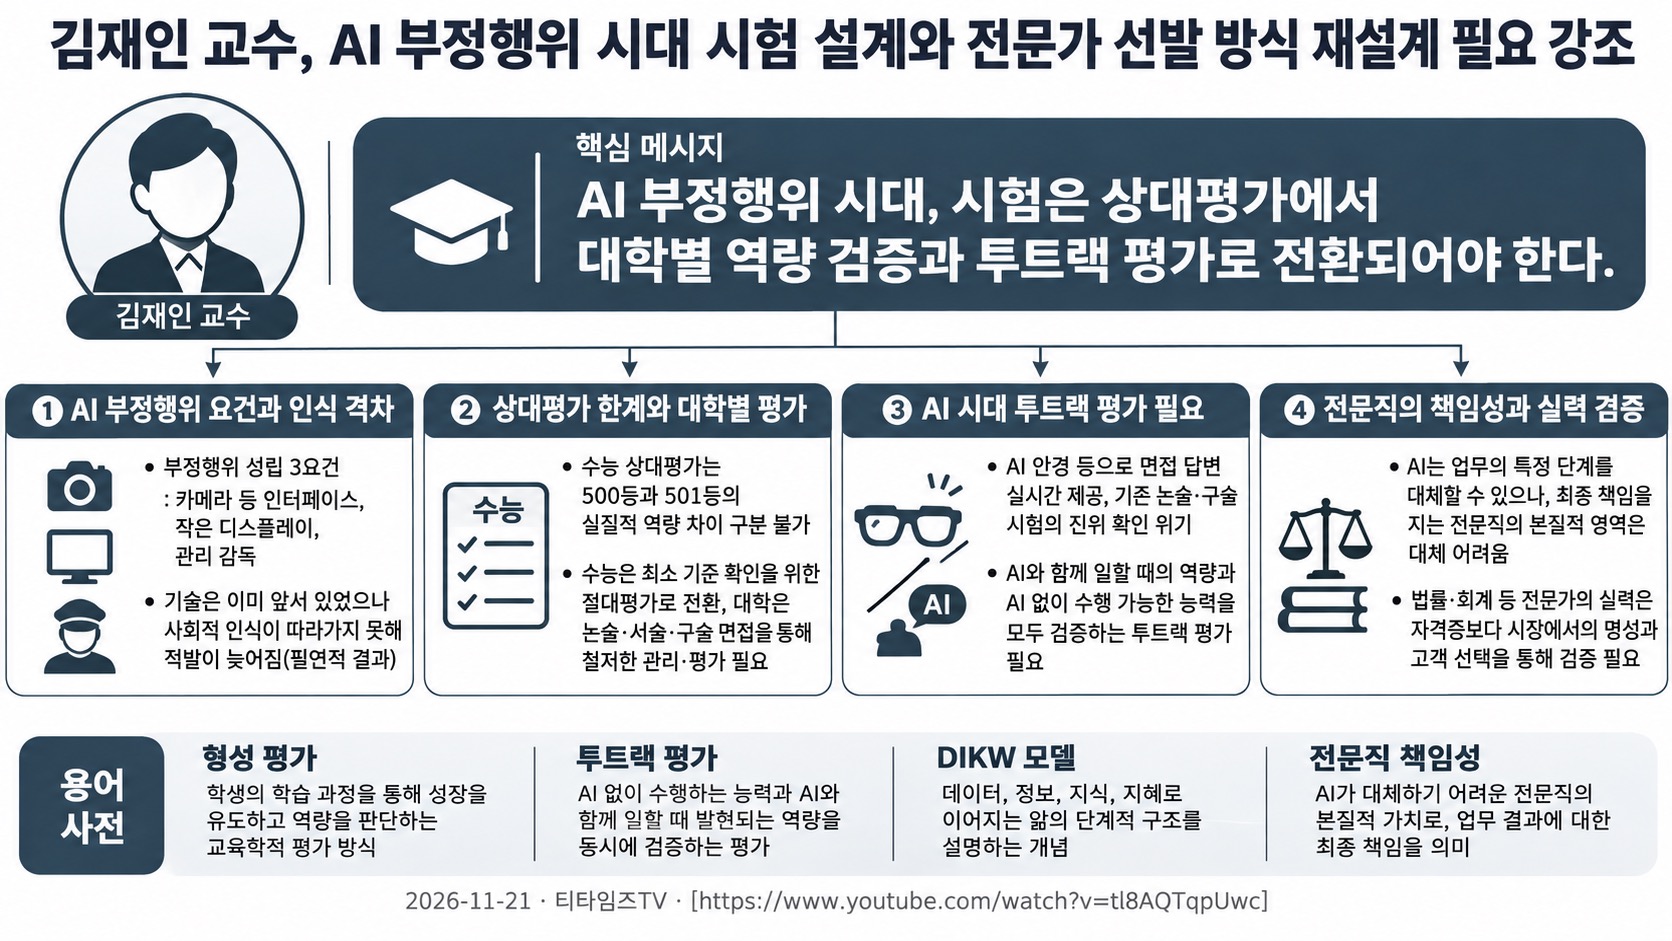 김재인 교수, AI 부정행위 시대 시험 설계와 전문가 선발 방식 재설계 필요 강조
김재인 교수
핵심 메시지
AI 부정행위 시대, 시험은 상대평가에서
대학별 역량 검증과 투트랙 평가로 전환되어야 한다.
1 AI 부정행위 요건과 인식 격차
• 부정행위 성립 3요건
: 카메라 등 인터페이스,
작은 디스플레이,
관리 감독
• 기술은 이미 앞서 있었으나
사회적 인식이 따라가지 못해
적발이 늦어짐(필연적 결과)
2 상대평가 한계와 대학별 평가
수능
• 수능 상대평가는
500등과 501등의
실질적 역량 차이 구분 불가
• 수능은 최소 기준 확인을 위한
절대평가로 전환, 대학은
논술·서술·구술 면접을 통해
철저한 관리·평가 필요
3 AI 시대 투트랙 평가 필요
AI
• AI 안경 등으로 면접 답변
실시간 제공, 기존 논술·구술
시험의 진위 확인 위기
• AI와 함께 일할 때의 역량과
AI 없이 수행 가능한 능력을
모두 검증하는 투트랙 평가
필요
4 전문직의 책임성과 실력 검증
• AI는 업무의 특정 단계를
대체할 수 있으나, 최종 책임을
지는 전문직의 본질적 영역은
대체 어려움
• 법률·회계 등 전문가의 실력은
자격증보다 시장에서의 명성과
고객 선택을 통해 검증 필요
용어
사전
형성 평가
학생의 학습 과정을 통해 성장을
유도하고 역량을 판단하는
교육학적 평가 방식
투트랙 평가
AI 없이 수행하는 능력과 AI와
함께 일할 때 발현되는 역량을
동시에 검증하는 평가
DIKW 모델
데이터, 정보, 지식, 지혜로
이어지는 앎의 단계적 구조를
설명하는 개념
전문직 책임성
AI가 대체하기 어려운 전문직의
본질적 가치로, 업무 결과에 대한
최종 책임을 의미
2026-11-21 · 티타임즈TV · [https://www.youtube.com/watch?v=tl8AQTqpUwc]